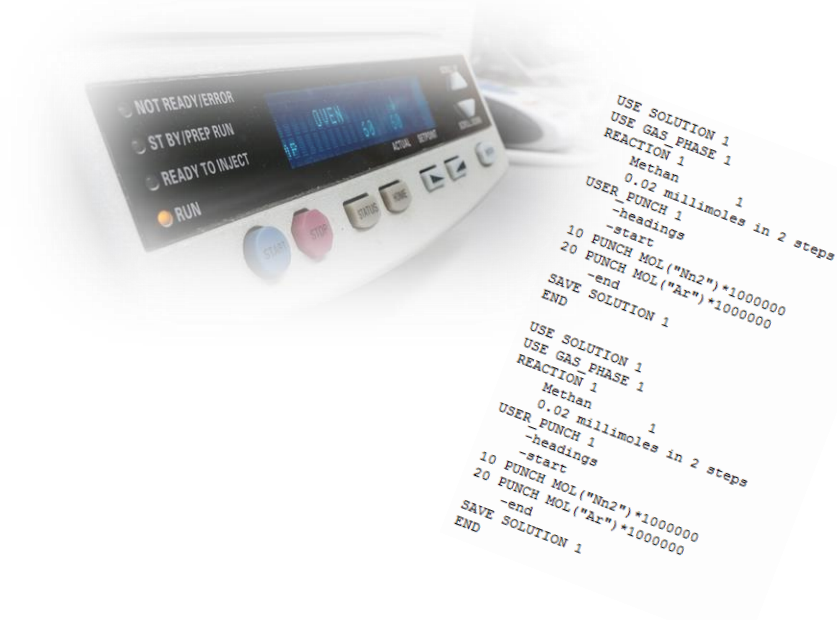 NOT READY/ERROR
ST BY/PREP RUN
READY TO INJECT
RUN
OVEN
ACTUAL SETPOINT
START
STOP
STATUS
HOME
USE SOLUTION 1
USE GAS_PHASE 1
REACTION 1
Methan 1
0.02 millimoles in 2 steps
USER_PUNCH 1
-headings
-start
10 PUNCH MOL("Nn2")*1000000
20 PUNCH MOL("Ar")*1000000
-end
SAVE SOLUTION 1
END
USE SOLUTION 1
USE GAS_PHASE 1
REACTION 1
Methan 1
0.02 millimoles in 2 steps
USER_PUNCH 1
-headings
-start
10 PUNCH MOL("Nn2")*1000000
20 PUNCH MOL("Ar")*1000000
-end
SAVE SOLUTION 1
END